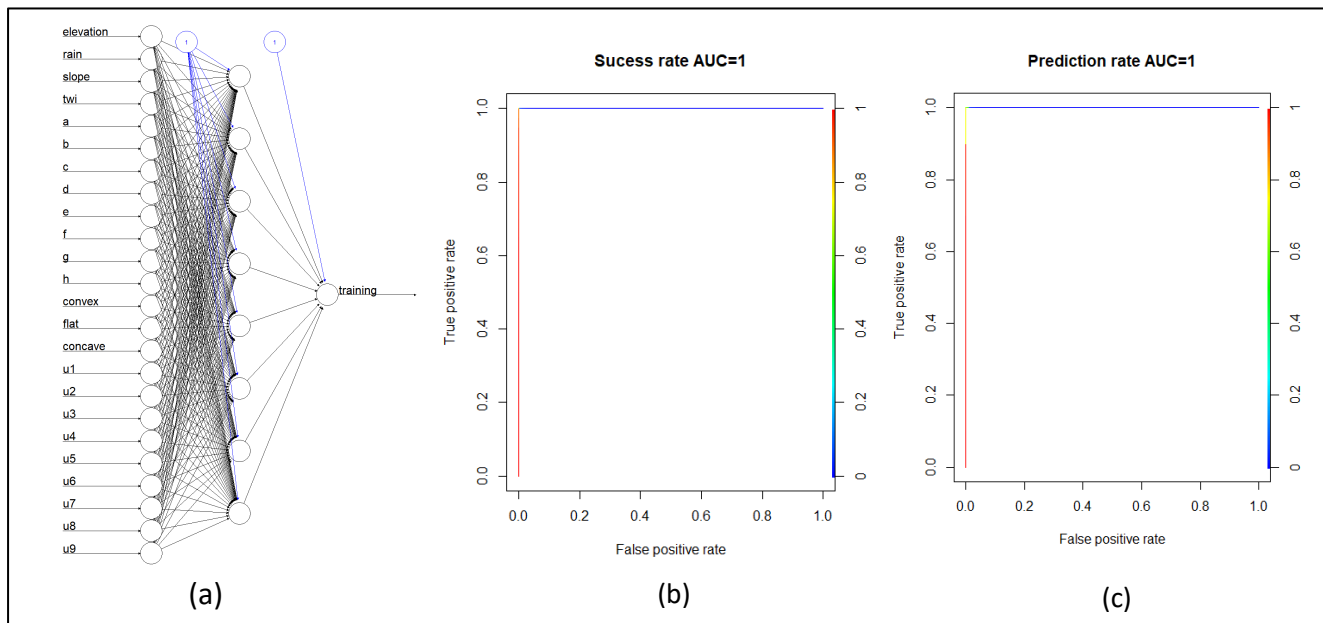 elevation
rain
slope
twi
a
b
c
d
e
f
g
h
convex
flat
concave
u1
u2
u3
u4
u5
u6
u7
u8
u9
1
1
training
(a)
Sucess rate AUC=1
True positive rate
0.0
0.2
0.4
0.6
0.8
1.0
0.0 0.2 0.4 0.6 0.8 1.0
False positive rate
0
0.2
0.4
0.6
0.8
1
(b)
Prediction rate AUC=1
True positive rate
0.0
0.2
0.4
0.6
0.8
1.0
0.0 0.2 0.4 0.6 0.8 1.0
False positive rate
0
0.2
0.4
0.6
0.8
1
(c)